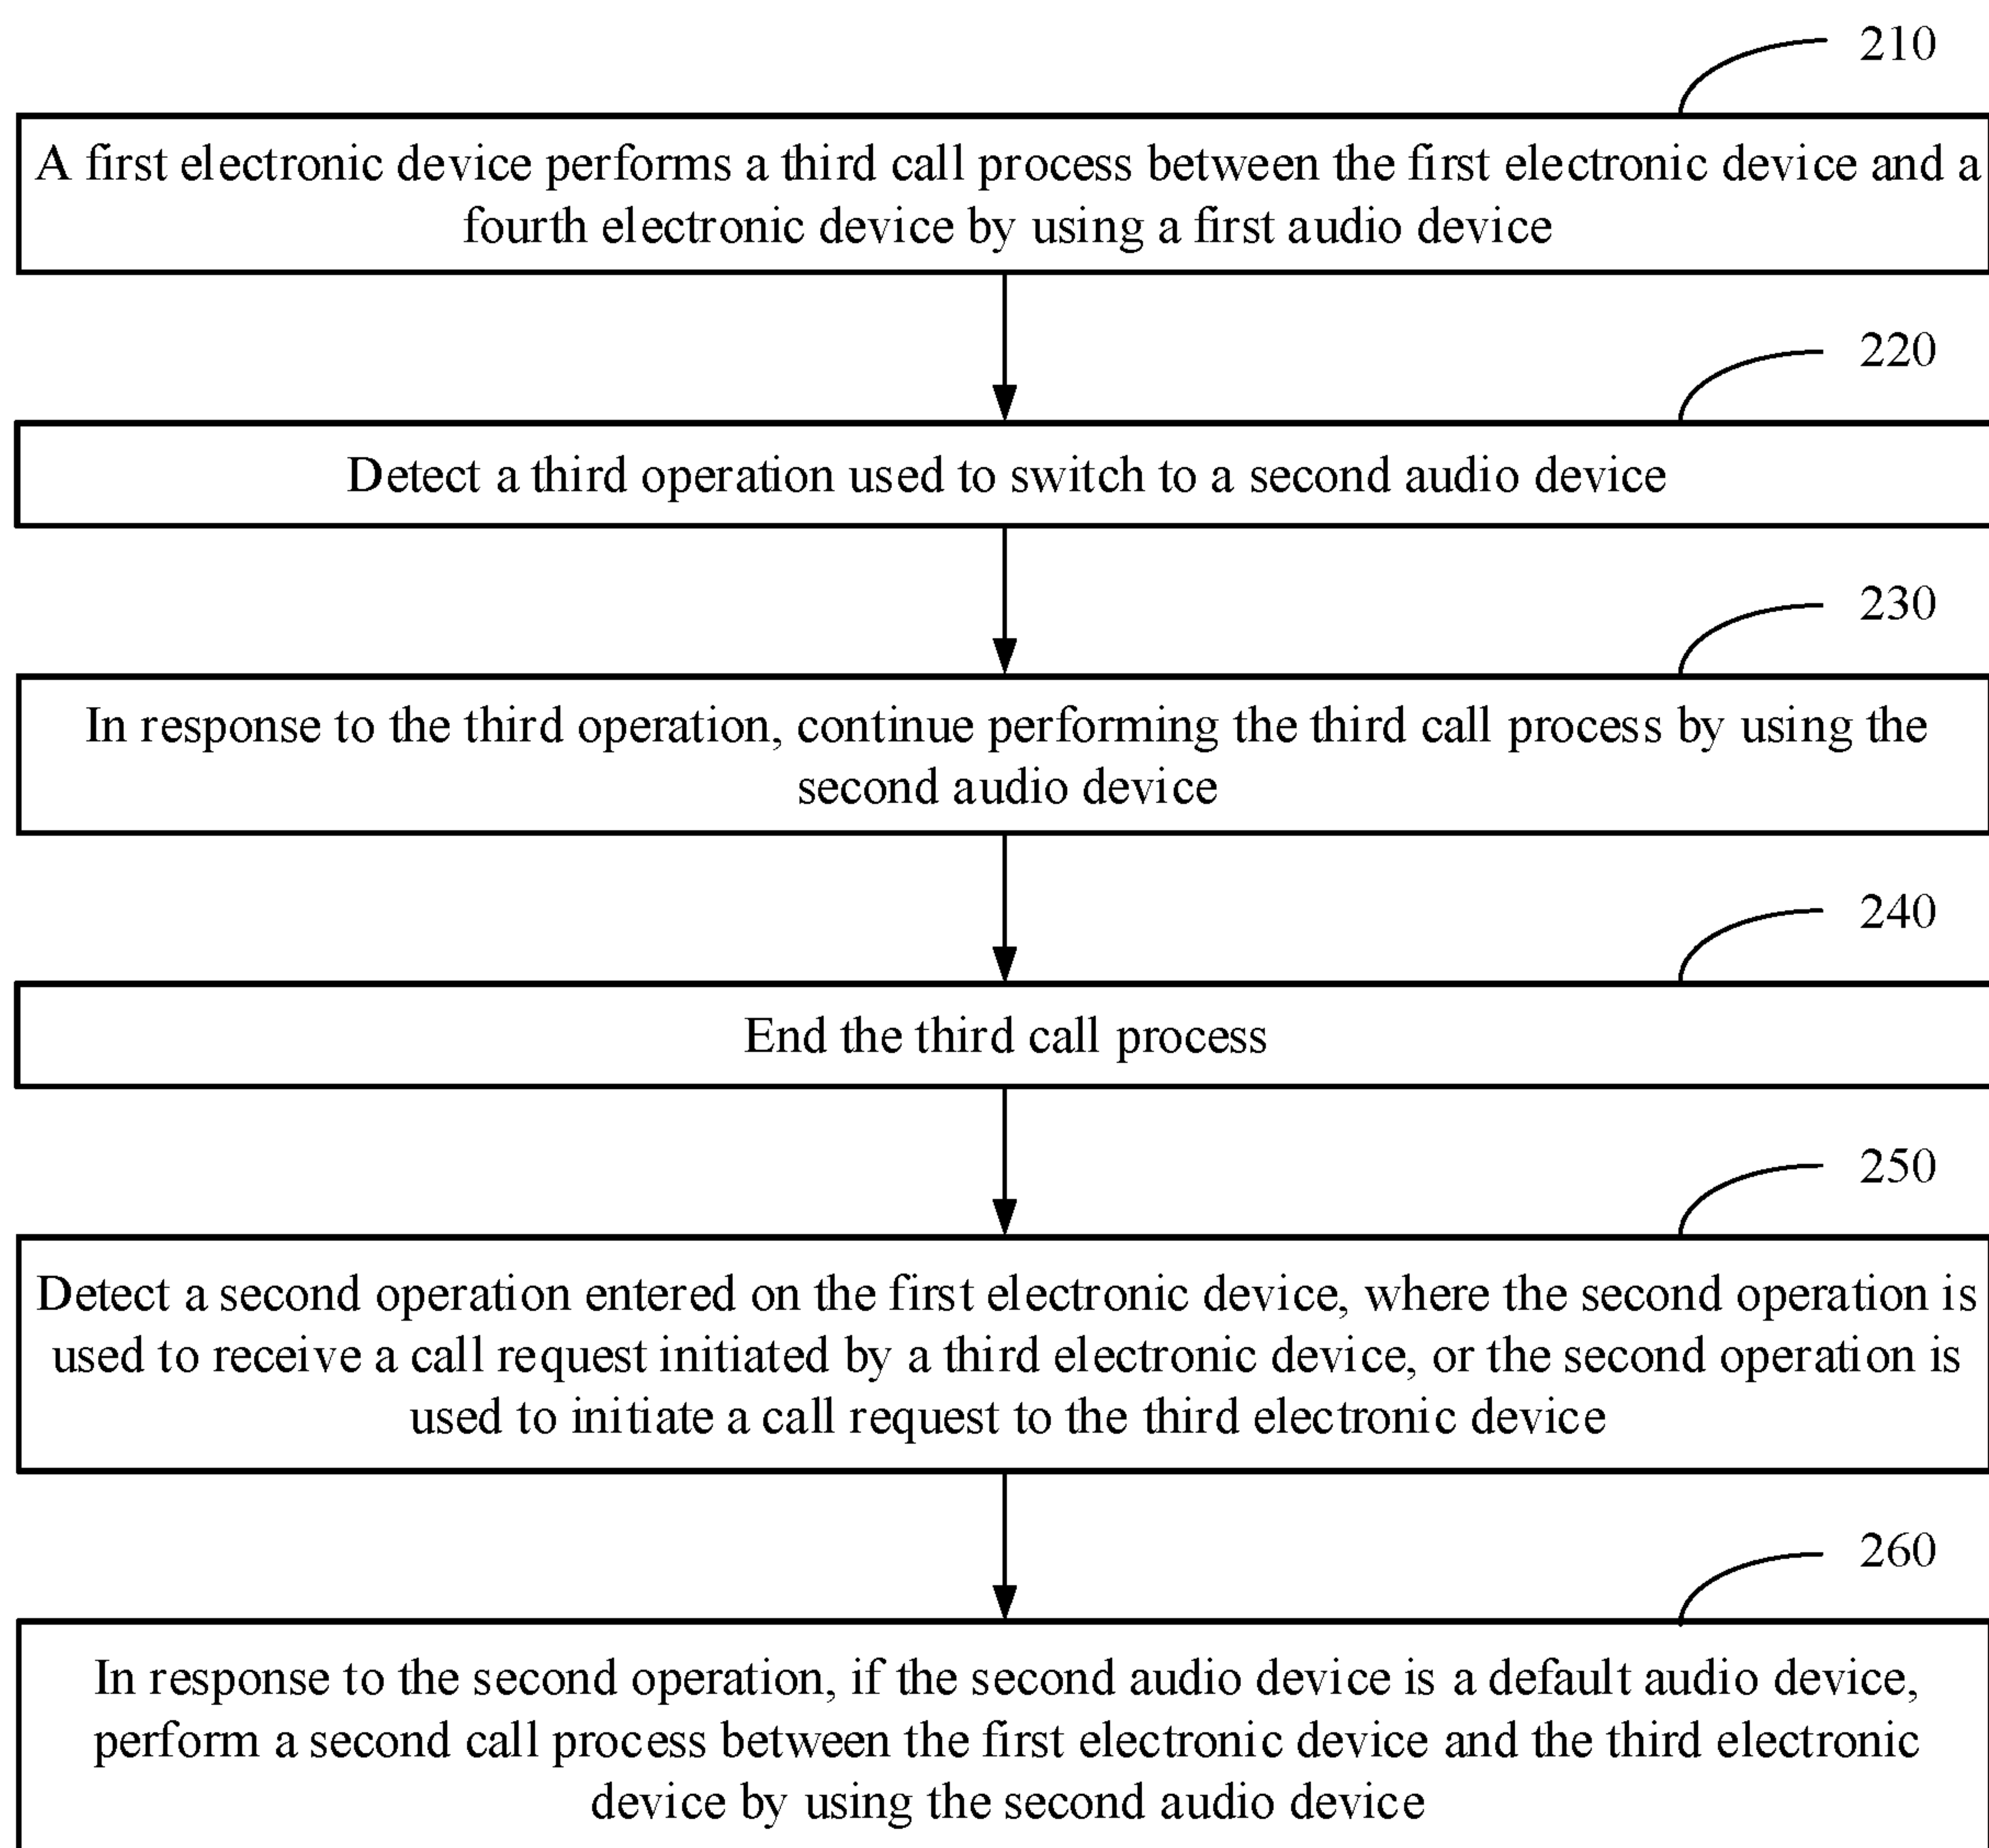 210
A first electronic device performs a third call process between the first electronic device and a
fourth electronic device by using a first audio device
220
Detect a third operation used to switch to a second audio device
230
In response to the third operation, continue performing the third call process by using the
second audio device
240
End the third call process
250
Detect a second operation entered on the first electronic device, where the second operation is
used to receive a call request initiated by a third electronic device, or the second operation is
used to initiate a call request to the third electronic device
260
In response to the second operation, if the second audio device is a default audio device,
perform a second call process between the first electronic device and the third electronic
device by using the second audio device